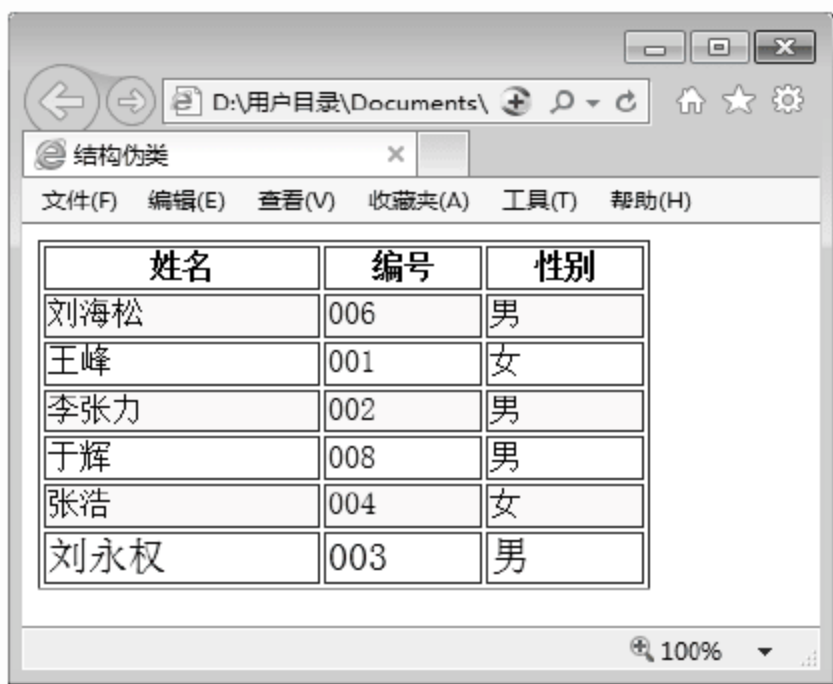 D:\用户目录\Documents\
结构伪类
文件(F) 编辑(E) 查看(V) 收藏夹(A) 工具(T) 帮助(H)
姓名 编号 性别
刘海松 006 男
王峰 001 女
李张力 002 男
于辉 008 男
张浩 004 女
刘永权 003 男
100%